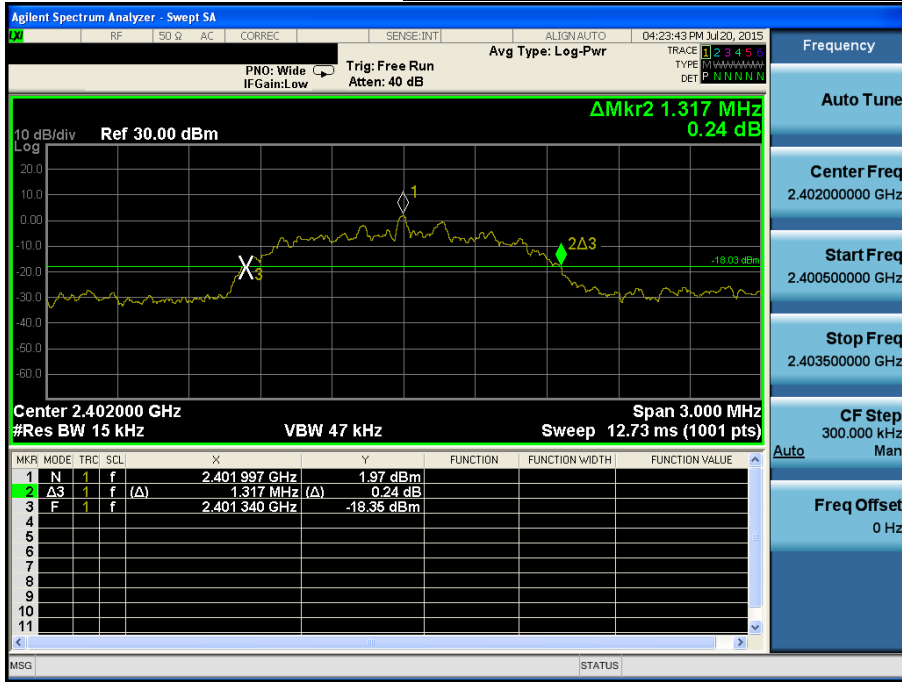 Agilent Spectrum Analyzer - Swept SA
LXI RF 50 Ω AC CORREC SENSE:INT ALIGN AUTO 04:23:43 PM Jul 20, 2015
Avg Type: Log-Pwr
TRACE 1 2 3 4 5 6
PNO: Wide Trig: Free Run TYPE M WWWWW
IFGain:Low Atten: 40 dB DET P N N N N N
ΔMkr2 1.317 MHz
0.24 dB
10 dB/div Ref 30.00 dBm
Log
20.0
10.0
0.00
-10.0
-20.0
-30.0
-40.0
-50.0
-60.0
1
2Δ3
3
-18.03 dBm
Center 2.402000 GHz Span 3.000 MHz
#Res BW 15 kHz VBW 47 kHz Sweep 12.73 ms (1001 pts)
MKR MODE TRC SCL X Y FUNCTION FUNCTION WIDTH FUNCTION VALUE
1 N 1 f 2.401 997 GHz 1.97 dBm
2 Δ3 1 f (Δ) 1.317 MHz (Δ) 0.24 dB
3 F 1 f 2.401 340 GHz -18.35 dBm
4
5
6
7
8
9
10
11
MSG STATUS
Frequency
Auto Tune
Center Freq
2.402000000 GHz
Start Freq
2.400500000 GHz
Stop Freq
2.403500000 GHz
CF Step
300.000 kHz
Auto Man
Freq Offset
0 Hz